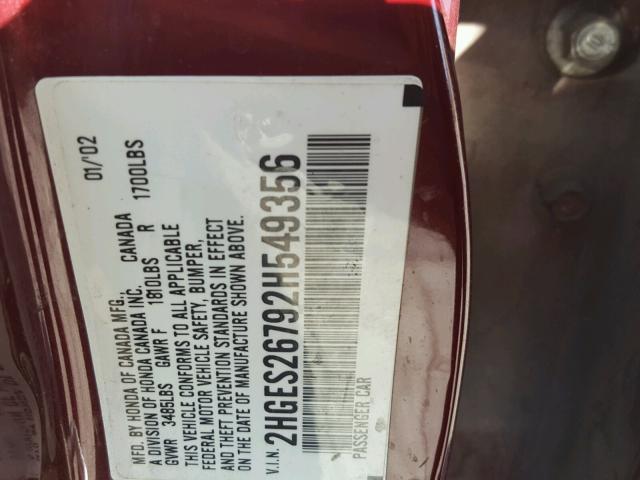 MFD. BY HONDA OF CANADA MFG., 01/'02
A DIVISION OF HONDA CANADA INC. CANADA
GVWR 3485LBS GAWR F 1810LBS R 1700LBS
THIS VEHICLE CONFORMS TO ALL APPLICABLE
FEDERAL MOTOR VEHICLE SAFETY, BUMPER,
AND THEFT PREVENTION STANDARDS IN EFFECT
ON THE DATE OF MANUFACTURE SHOWN ABOVE.
V.I.N. 2HGES26792H549356
PASSENGER CAR